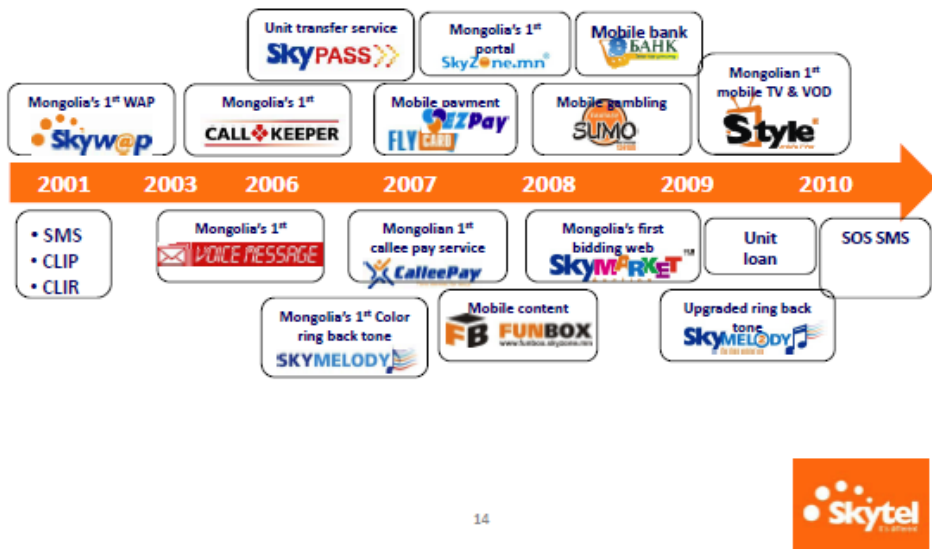 Unit transfer service
SkyPASS
Mongolia's 1st
portal
SkyZone.mn
Mobile bank
БАНК
Mongolia's 1st WAP
Skyw@p
Mongolia's 1st
CALL KEEPER
Mobile payment
EZPay
FLY CARD
Mobile gambling
SUMO
Mongolian 1st
mobile TV & VOD
Style
2001
2003
2006
2007
2008
2009
2010
• SMS
• CLIP
• CLIR
Mongolia's 1st
VOICE MESSAGE
Mongolian 1st
callee pay service
CalleePay
Mongolia's first
bidding web
SkyMARKET
Unit
loan
SOS SMS
Mongolia's 1st Color
ring back tone
SKYMELODY
Mobile content
FB FUNBOX
www.funbox.skyzone.mn
Upgraded ring back
tone
SkyMELODY 2
14
Skytel